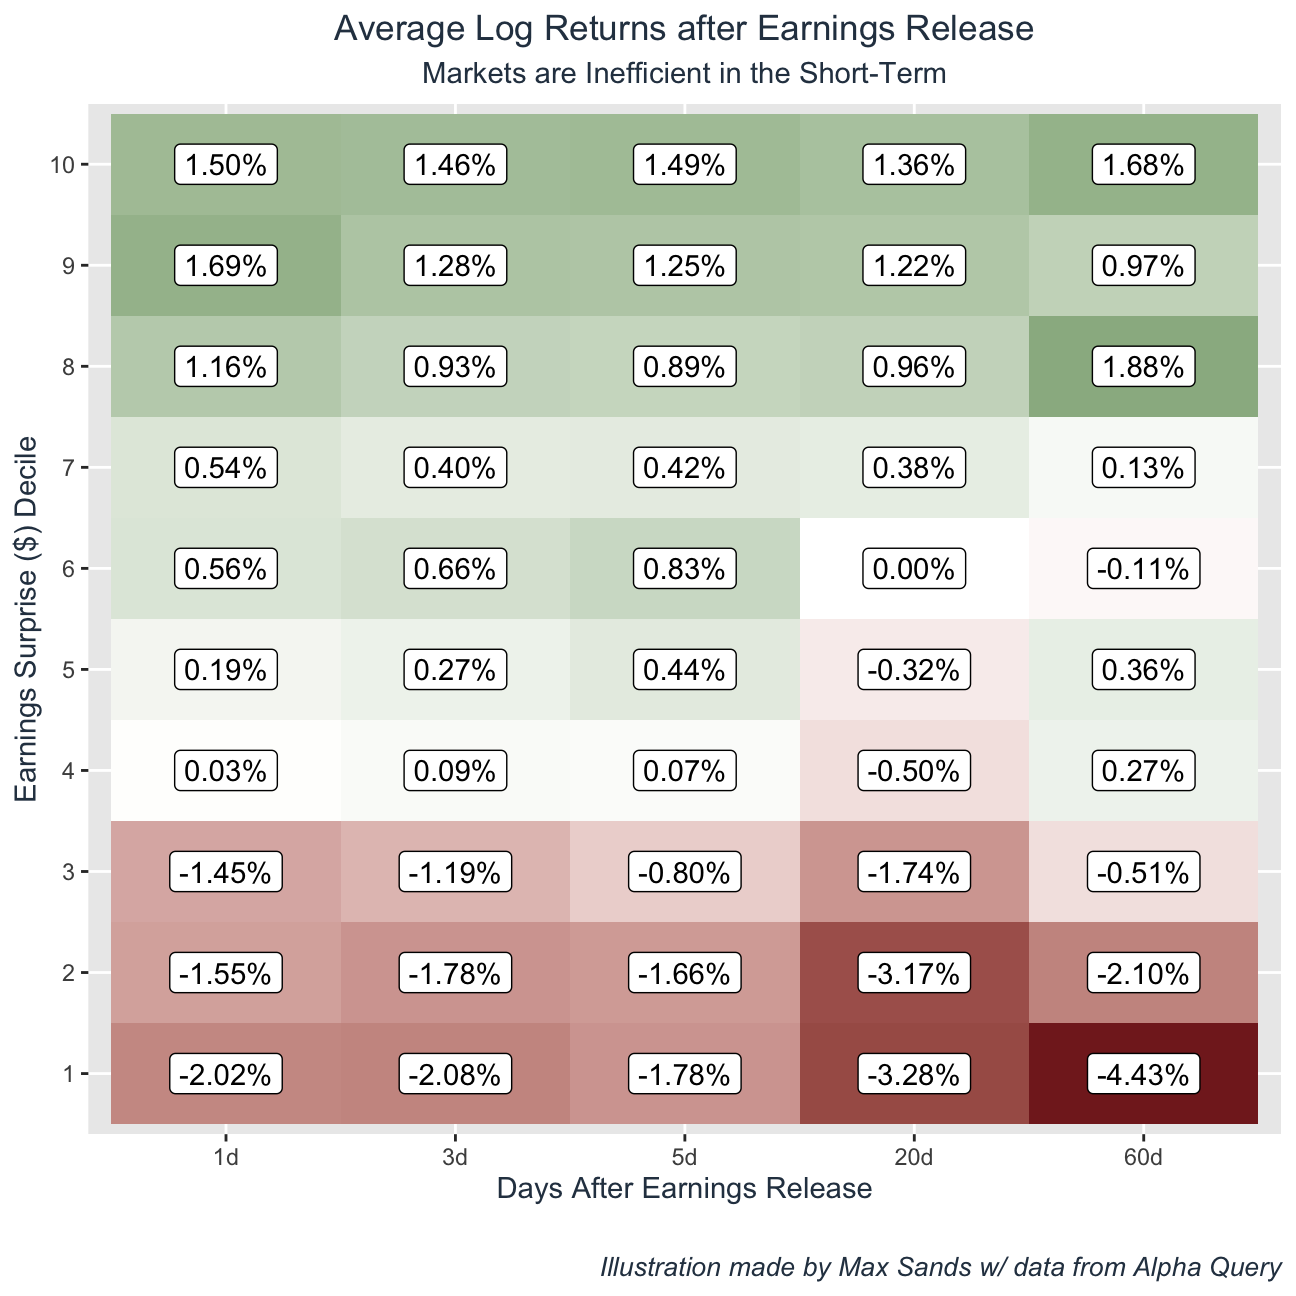 Average Log Returns after Earnings Release
Markets are Inefficient in the Short-Term
Earnings Surprise ($) Decile
10 1.50% 1.46% 1.49% 1.36% 1.68%
9 1.69% 1.28% 1.25% 1.22% 0.97%
8 1.16% 0.93% 0.89% 0.96% 1.88%
7 0.54% 0.40% 0.42% 0.38% 0.13%
6 0.56% 0.66% 0.83% 0.00% -0.11%
5 0.19% 0.27% 0.44% -0.32% 0.36%
4 0.03% 0.09% 0.07% -0.50% 0.27%
3 -1.45% -1.19% -0.80% -1.74% -0.51%
2 -1.55% -1.78% -1.66% -3.17% -2.10%
1 -2.02% -2.08% -1.78% -3.28% -4.43%
1d 3d 5d 20d 60d
Days After Earnings Release
Illustration made by Max Sands w/ data from Alpha Query